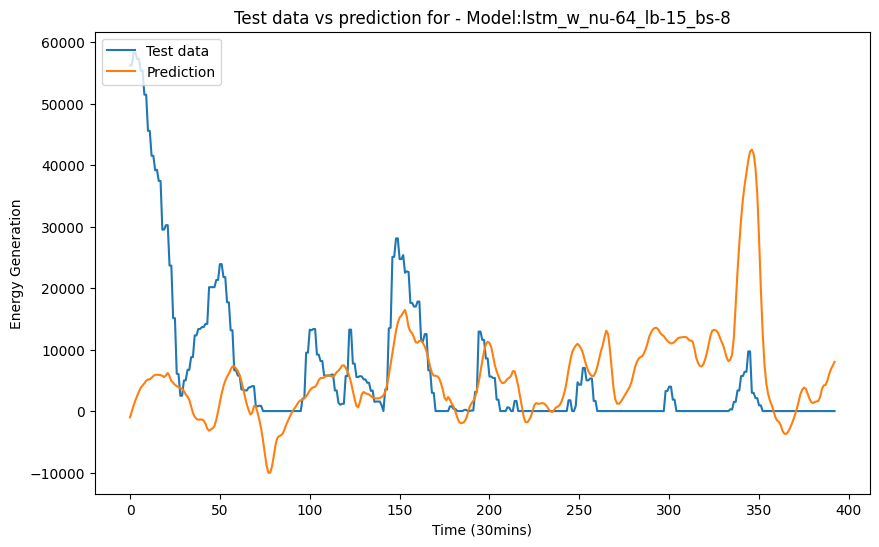 Test data vs prediction for - Model:lstm_w_nu-64_lb-15_bs-8
Test data
Prediction
60000
50000
40000
30000
20000
10000
0
−10000
Energy Generation
0 50 100 150 200 250 300 350 400
Time (30mins)